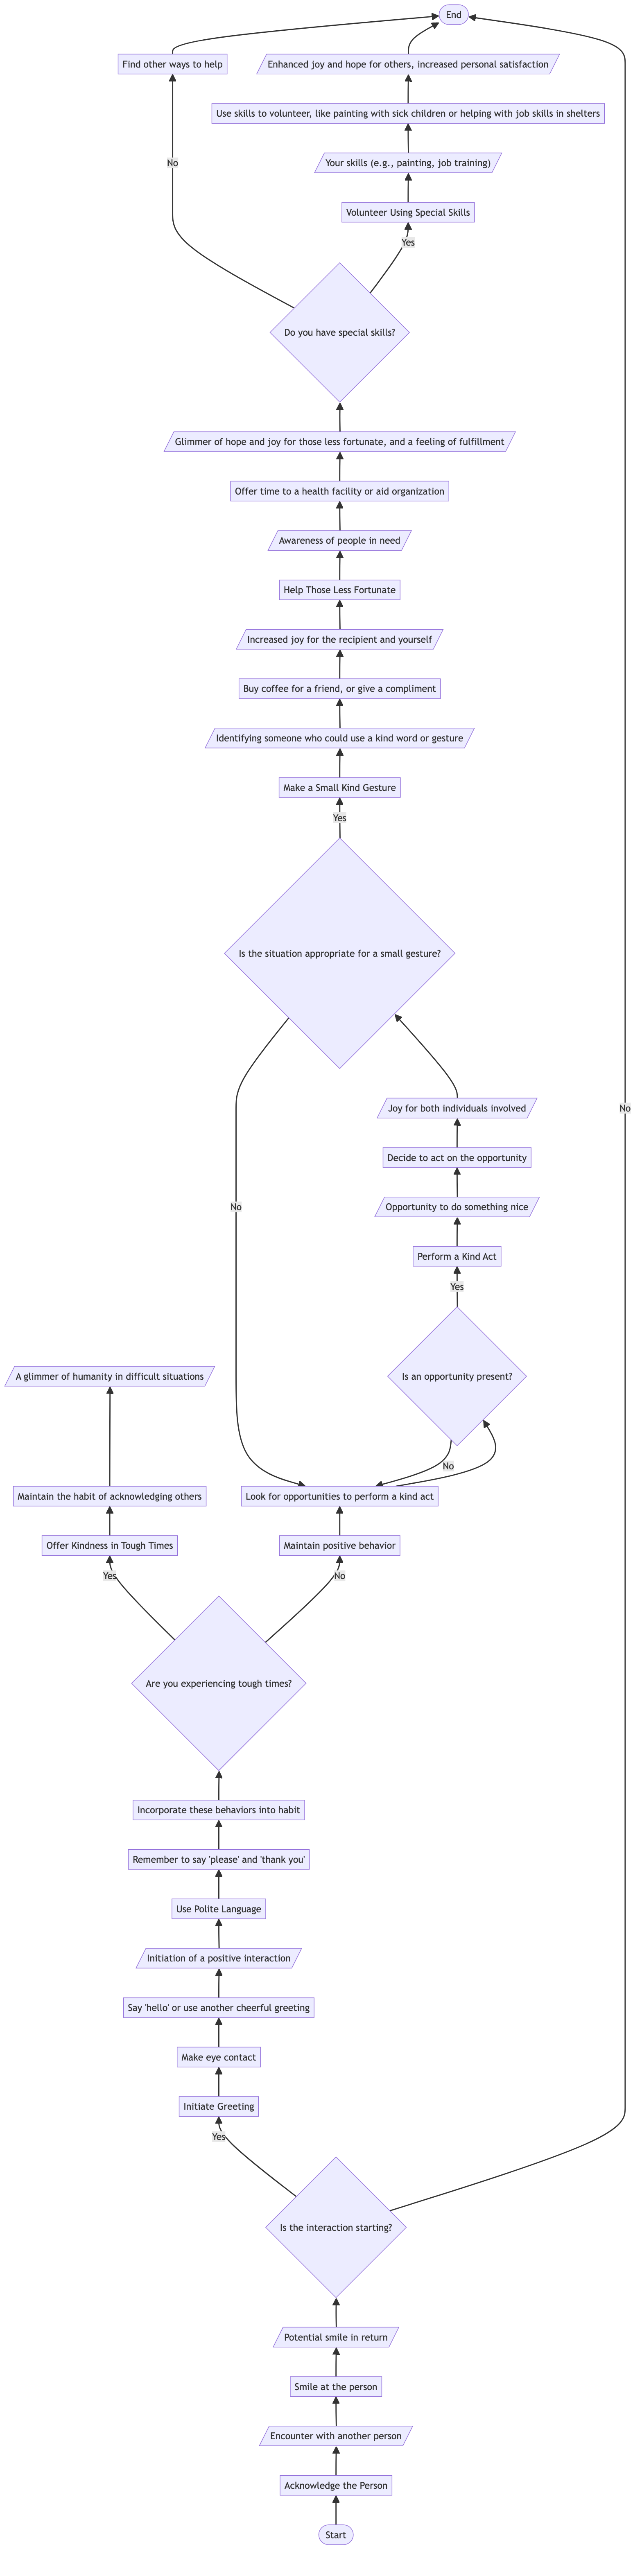 End
Find other ways to help
Enhanced joy and hope for others, increased personal satisfaction
Use skills to volunteer, like painting with sick children or helping with job skills in shelters
No
Your skills (e.g., painting, job training)
Volunteer Using Special Skills
Yes
Do you have special skills?
Glimmer of hope and joy for those less fortunate, and a feeling of fulfillment
Offer time to a health facility or aid organization
Awareness of people in need
Help Those Less Fortunate
Increased joy for the recipient and yourself
Buy coffee for a friend, or give a compliment
Identifying someone who could use a kind word or gesture
Make a Small Kind Gesture
Yes
Is the situation appropriate for a small gesture?
Joy for both individuals involved
No
Decide to act on the opportunity
No
Opportunity to do something nice
Perform a Kind Act
Yes
Is an opportunity present?
A glimmer of humanity in difficult situations
No
Maintain the habit of acknowledging others
Look for opportunities to perform a kind act
Offer Kindness in Tough Times
Maintain positive behavior
Yes
No
Are you experiencing tough times?
Incorporate these behaviors into habit
Remember to say 'please' and 'thank you'
Use Polite Language
Initiation of a positive interaction
Say 'hello' or use another cheerful greeting
Make eye contact
Initiate Greeting
Yes
Is the interaction starting?
Potential smile in return
Smile at the person
Encounter with another person
Acknowledge the Person
Start